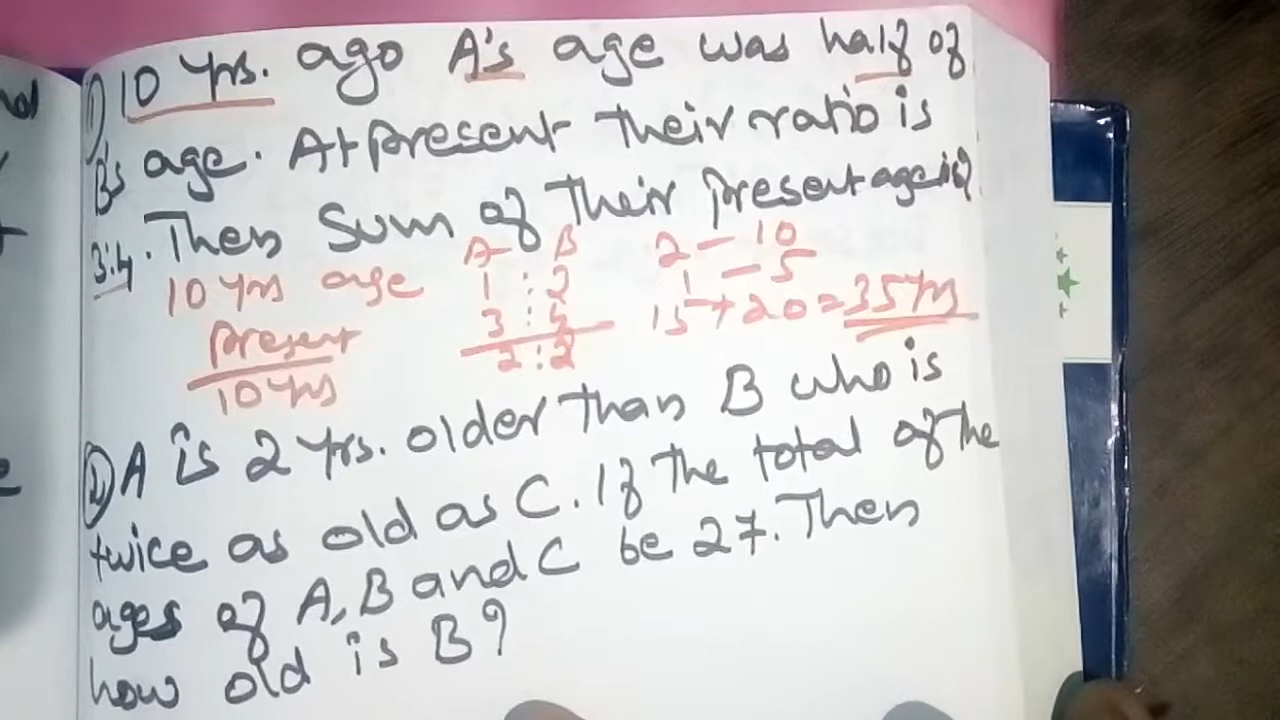 1) 10 yrs. ago A's age was half of
B's age. At present their ratio is
3:4. Then sum of their present age is?
10 yrs age
A B
1 : 2
2 - 10
1 - 5
Present
3 : 4
15 + 20 = 35 yrs
10 yrs
2 : 2
2) A is 2 yrs. older than B who is
twice as old as C. If the total of the
ages of A, B and C be 27. Then
how old is B?